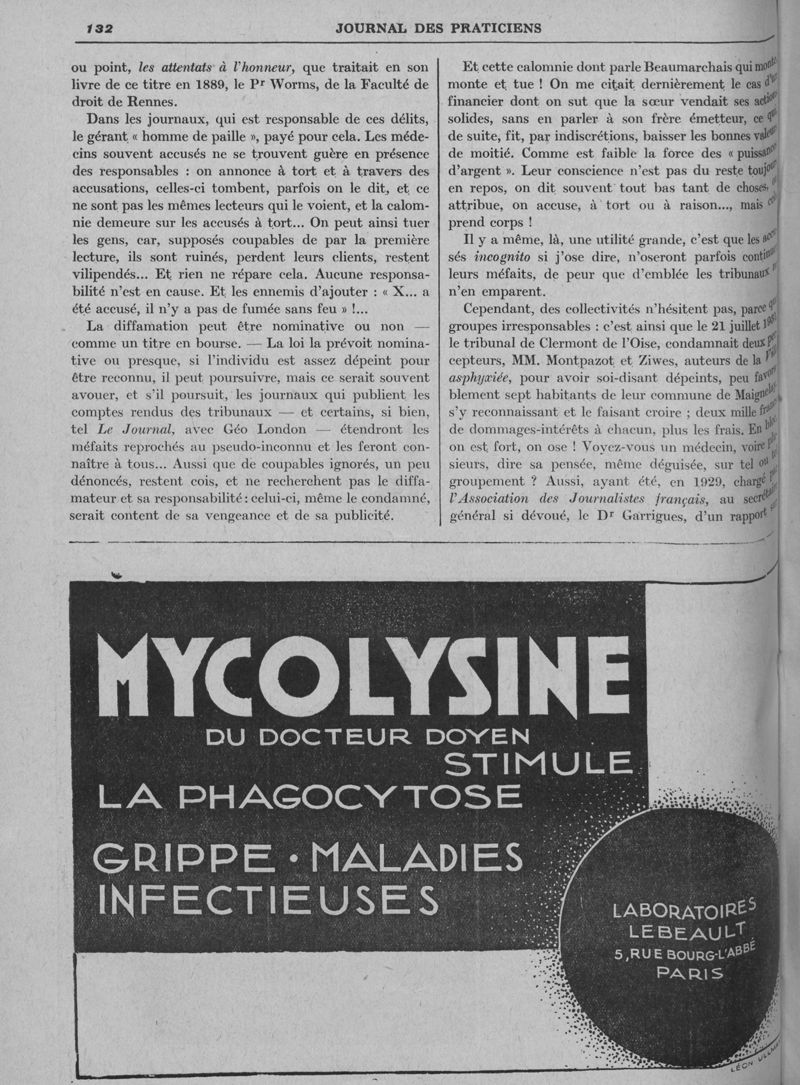 132
JOURNAL DES PRATICIENS
ou point, les attentats à l'honneur, que traitait en son
livre de ce titre en 1889, le Pr Worms, de la Faculté de
droit de Rennes.
Dans les journaux, qui est responsable de ces délits,
le gérant « homme de paille », payé pour cela. Les méde-
cins souvent accusés ne se trouvent guère en présence
des responsables : on annonce à tort et à travers des
accusations, celles-ci tombent, parfois on le dit, et ce
ne sont pas les mêmes lecteurs qui le voient, et la calom-
nie demeure sur les accusés à tort... On peut ainsi tuer
les gens, car, supposés coupables de par la première
lecture, ils sont ruinés, perdent leurs clients, restent
vilipendés... Et rien ne répare cela. Aucune responsa-
bilité n'est en cause. Et les ennemis d'ajouter : « X... a
été accusé, il n'y a pas de fumée sans feu » !...
La diffamation peut être nominative ou non —
comme un titre en bourse. — La loi la prévoit nomina-
tive ou presque, si l'individu est assez dépeint pour
être reconnu, il peut poursuivre, mais ce serait souvent
avouer, et s'il poursuit, les journaux qui publient les
comptes rendus des tribunaux — et certains, si bien,
tel Le Journal, avec Géo London — étendront les
méfaits reprochés au pseudo-inconnu et les feront con-
naître à tous... Aussi que de coupables ignorés, un peu
dénoncés, restent cois, et ne recherchent pas le diffa-
mateur et sa responsabilité : celui-ci, même le condamné,
serait content de sa vengeance et de sa publicité.
Et cette calomnie dont parle Beaumarchais qui monte
monte et tue ! On me citait dernièrement le cas d'un
financier dont on sut que la sœur vendait ses actions
solides, sans en parler à son frère émetteur, ce qui
de suite, fit, par indiscrétions, baisser les bonnes valeurs
de moitié. Comme est faible la force des « puissances
d'argent ». Leur conscience n'est pas du reste toujours
en repos, on dit souvent tout bas tant de choses,
attribue, on accuse, à tort ou à raison..., mais
prend corps !
Il y a même, là, une utilité grande, c'est que les accu-
sés incognito si j'ose dire, n'oseront parfois continuer
leurs méfaits, de peur que d'emblée les tribunaux
n'en emparent.
Cependant, des collectivités n'hésitent pas, parce que
groupes irresponsables : c'est ainsi que le 21 juillet
le tribunal de Clermont de l'Oise, condamnait deux per-
cepteurs, MM. Montpazot et Ziwes, auteurs de la
asphyxiée, pour avoir soi-disant dépeints, peu favora-
blement sept habitants de leur commune de
s'y reconnaissant et le faisant croire ; deux mille francs
de dommages-intérêts à chacun, plus les frais. En bloc
on est fort, on ose ! Voyez-vous un médecin, voire plu-
sieurs, dire sa pensée, même déguisée, sur tel ou tel
groupement ? Aussi, ayant été, en 1929, chargé
l'Association des Journalistes français, au secrétaire
général si dévoué, le Dr Garrigues, d'un rapport
MYCOLYSINE
DU DOCTEUR DOYEN
STIMULE
LA PHAGOCYTOSE
GRIPPE • MALADIES
INFECTIEUSES
LABORATOIRES
LEBEAULT
5, RUE BOURG-L'ABBÉ
PARIS
LÉON